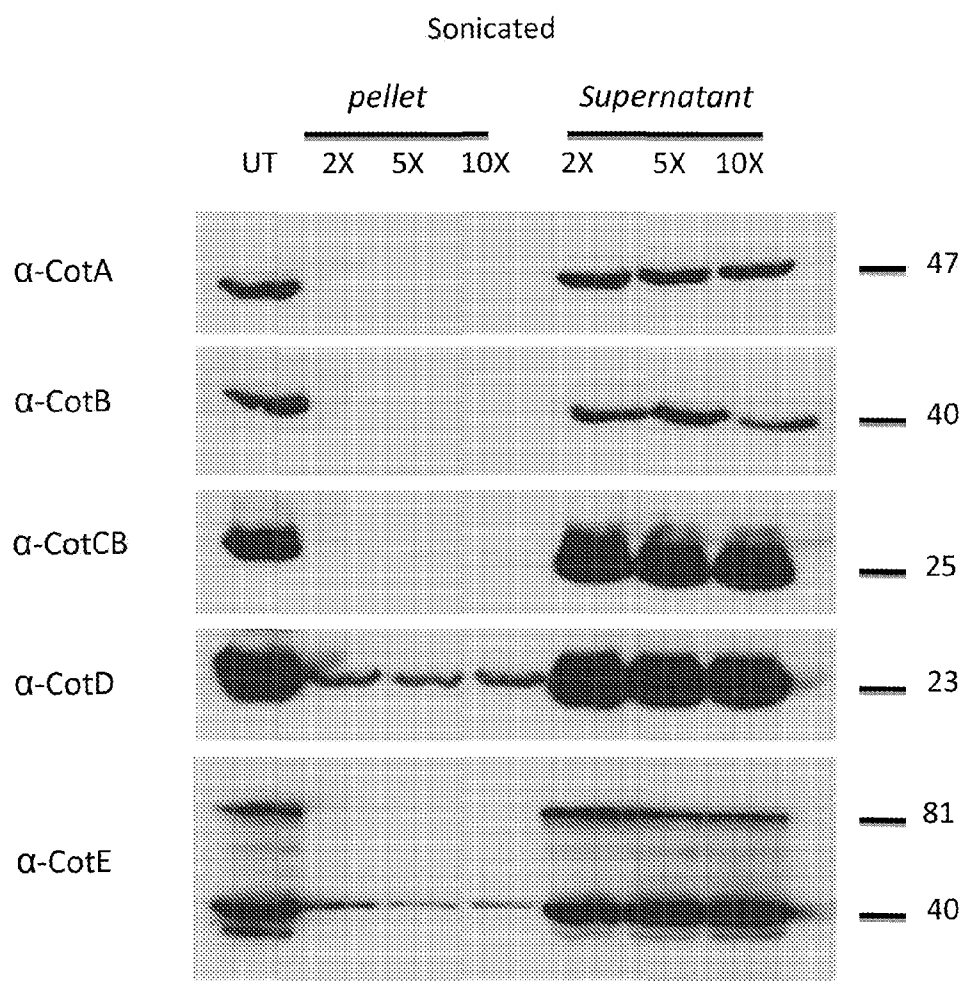 Sonicated
pellet Supernatant
UT 2X 5X 10X 2X 5X 10X
α-CotA 47
α-CotB 40
α-CotCB 25
α-CotD 23
81
α-CotE
40